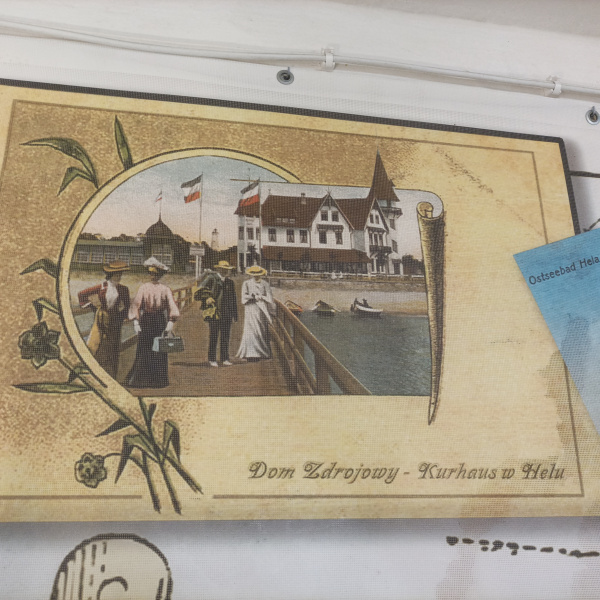 Ostseebad Hela
Dom Zdrojowy - Kurhaus w Helu